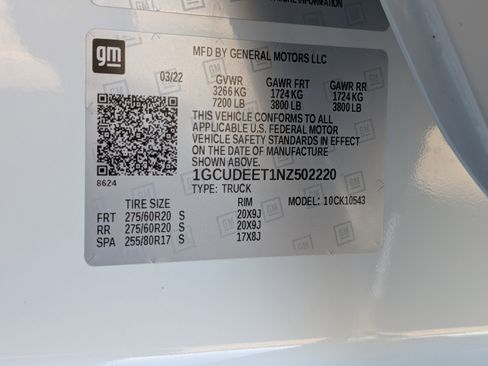 INFORMATION
gm
MFD BY GENERAL MOTORS LLC
03/22 GVWR GAWR FRT GAWR RR
3266 KG 1724 KG 1724 KG
7200 LB 3800 LB 3800 LB
THIS VEHICLE CONFORMS TO ALL
APPLICABLE U.S. FEDERAL MOTOR
VEHICLE SAFETY STANDARDS IN EFFECT
ON THE DATE OF MANUFACTURE
SHOWN ABOVE.
1GCUDEET1NZ502220
8624 TYPE: TRUCK
TIRE SIZE RIM MODEL: 10CK10543
FRT 275/60R20 S 20X9J
RR 275/60R20 S 20X9J
SPA 255/80R17 S 17X8J